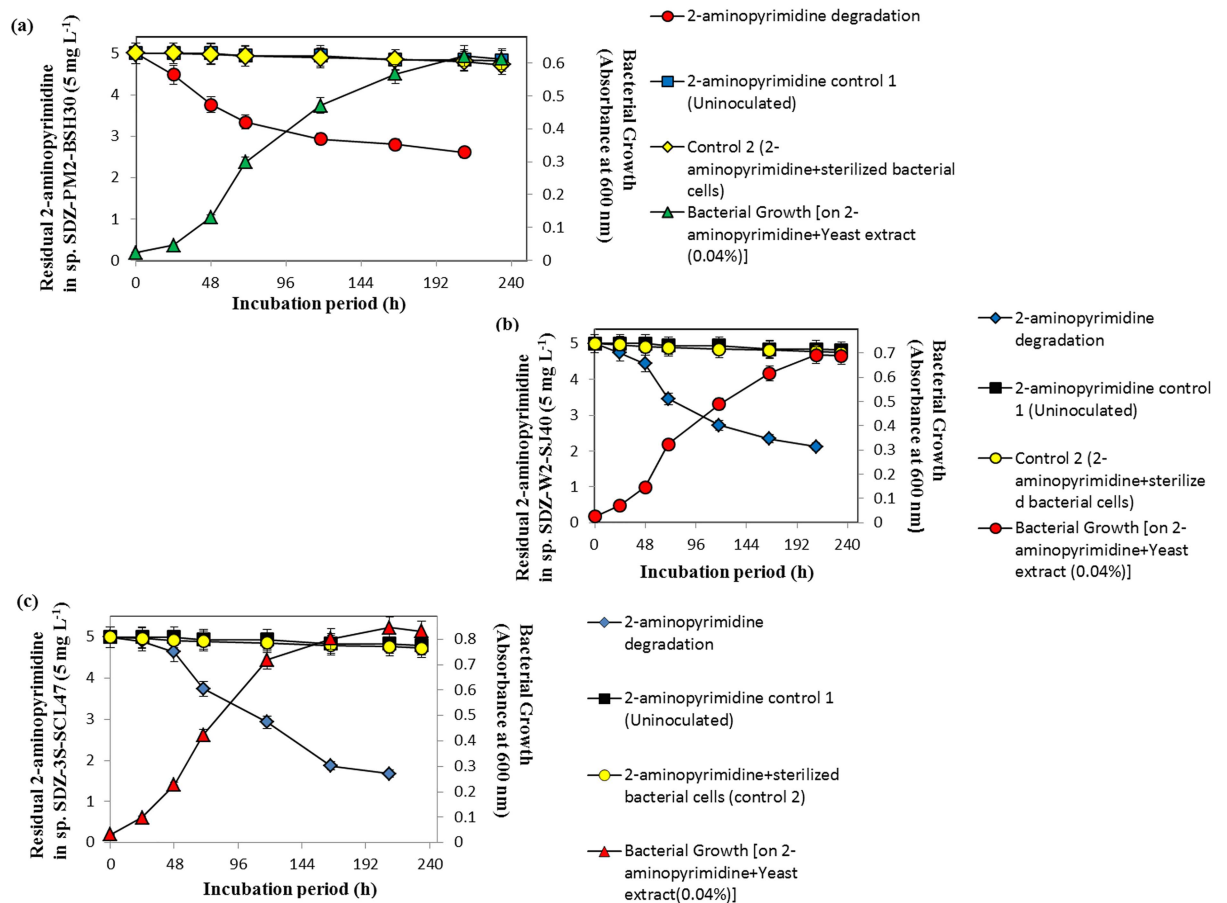 (a)
Residual 2-aminopyrimidine
in sp. SDZ-PM2-BSH30 (5 mg L-1)
5
4
3
2
1
0
0 48 96 144 192 240
Incubation period (h)
0.6
0.5
0.4
0.3
0.2
0.1
0
Bacterial Growth
(Absorbance at 600 nm)
2-aminopyrimidine degradation
2-aminopyrimidine control 1
(Uninoculated)
Control 2 (2-
aminopyrimidine+sterilized bacterial
cells)
Bacterial Growth [on 2-
aminopyrimidine+Yeast extract
(0.04%)]
(b)
Residual 2-aminopyrimidine
in sp. SDZ-W2-SJ40 (5 mg L-1)
5
4
3
2
1
0
0 48 96 144 192 240
Incubation period (h)
0.7
0.6
0.5
0.4
0.3
0.2
0.1
0
Bacterial Growth
(Absorbance at 600 nm)
2-aminopyrimidine
degradation
2-aminopyrimidine control
1 (Uninoculated)
Control 2 (2-
aminopyrimidine+sterilize
d bacterial cells)
Bacterial Growth [on 2-
aminopyrimidine+Yeast
extract (0.04%)]
(c)
Residual 2-aminopyrimidine
in sp. SDZ-3S-SCL47 (5 mg L-1)
5
4
3
2
1
0
0 48 96 144 192 240
Incubation period (h)
0.8
0.7
0.6
0.5
0.4
0.3
0.2
0.1
0
Bacterial Growth
(Absorbance at 600 nm)
2-aminopyrimidine
degradation
2-aminopyrimidine control 1
(Uninoculated)
2-aminopyrimidine+sterilized
bacterial cells (control 2)
Bacterial Growth [on 2-
aminopyrimidine+Yeast
extract(0.04%)]